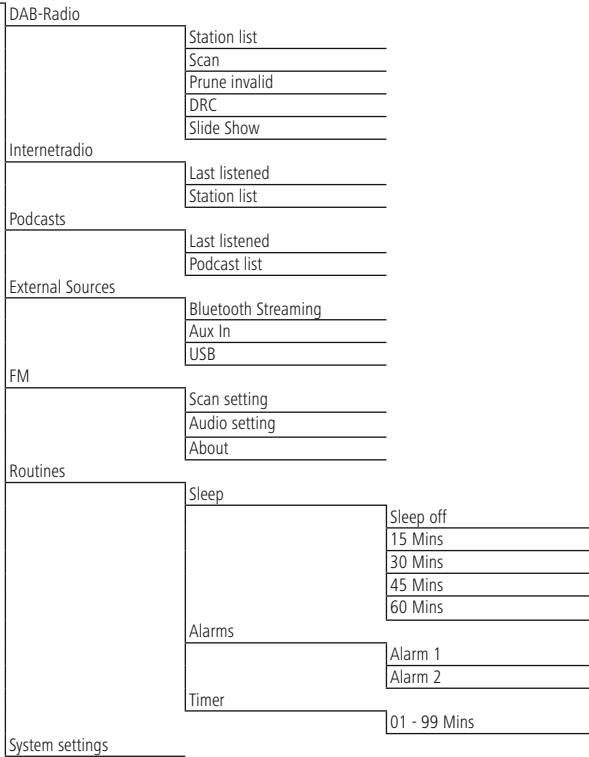 DAB-Radio
Station list
Scan
Prune invalid
DRC
Slide Show
Internetradio
Last listened
Station list
Podcasts
Last listened
Podcast list
External Sources
Bluetooth Streaming
Aux In
USB
FM
Scan setting
Audio setting
About
Routines
Sleep
Sleep off
15 Mins
30 Mins
45 Mins
60 Mins
Alarms
Alarm 1
Alarm 2
Timer
01 - 99 Mins
System settings